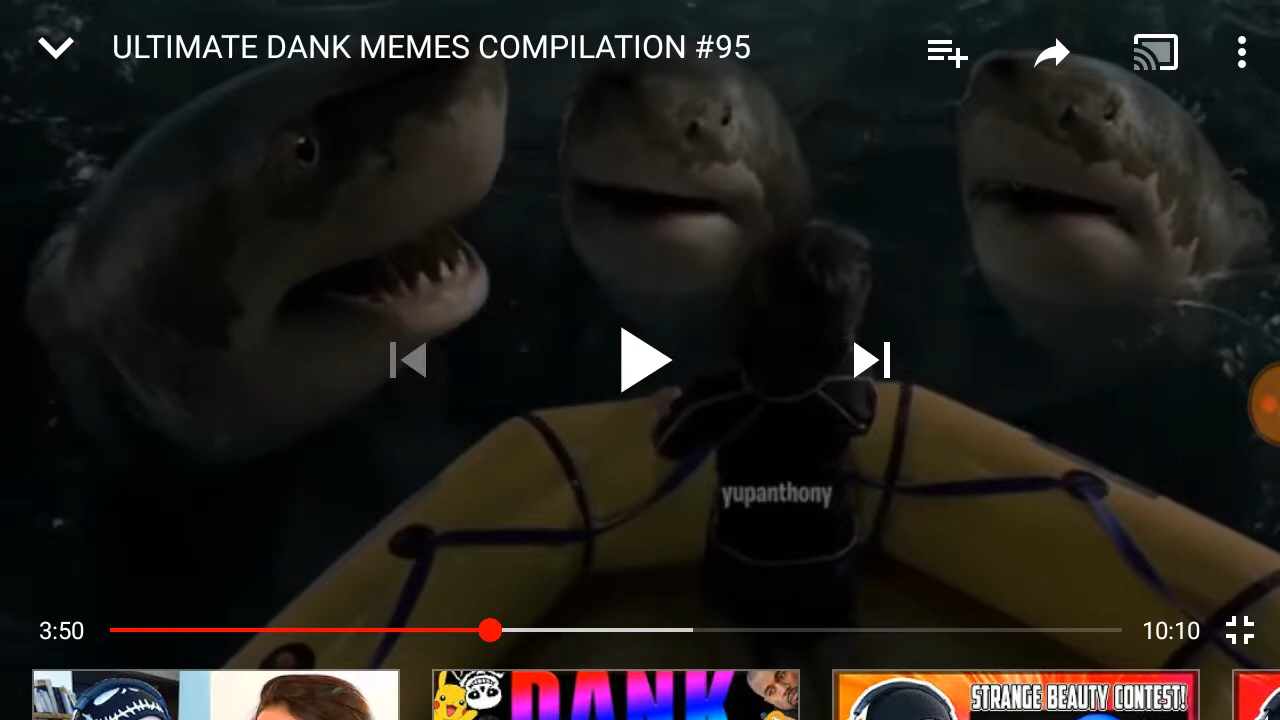 ULTIMATE DANK MEMES COMPILATION #95
yupanthony
3:50
10:10
DANK
STRANGE BEAUTY CONTEST!